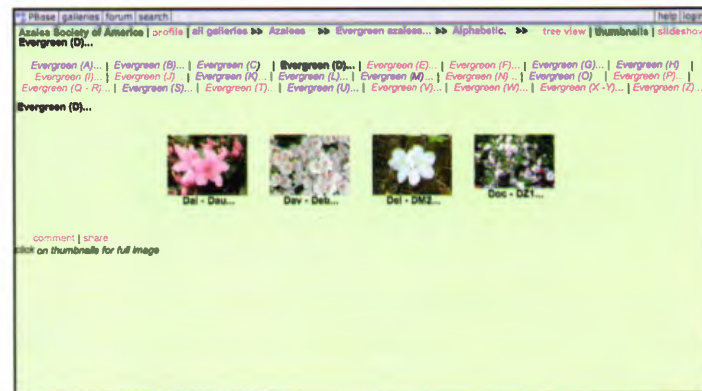 PBase | galleries | forum | search | help | login
Azalea Society of America | profile | all galleries >> Azaleas >> Evergreen azaleas... >> Alphabetic. >> tree view | thumbnails | slideshow
Evergreen (D)...
Evergreen (A)... | Evergreen (B)... | Evergreen (C) | Evergreen (D)... | Evergreen (E)... | Evergreen (F)... | Evergreen (G)... | Evergreen (H) |
Evergreen (I)... | Evergreen (J) | Evergreen (K)... | Evergreen (L)... | Evergreen (M)... | Evergreen (N)... | Evergreen (O) | Evergreen (P)... |
Evergreen (Q - R)... | Evergreen (S)... | Evergreen (T)... | Evergreen (U)... | Evergreen (V)... | Evergreen (W)... | Evergreen (X -Y)... | Evergreen (Z)...
Evergreen (D)...
Dai - Dau... Dav - Deb... Del - DM2... Doc - DZ1...
comment | share
click on thumbnails for full image